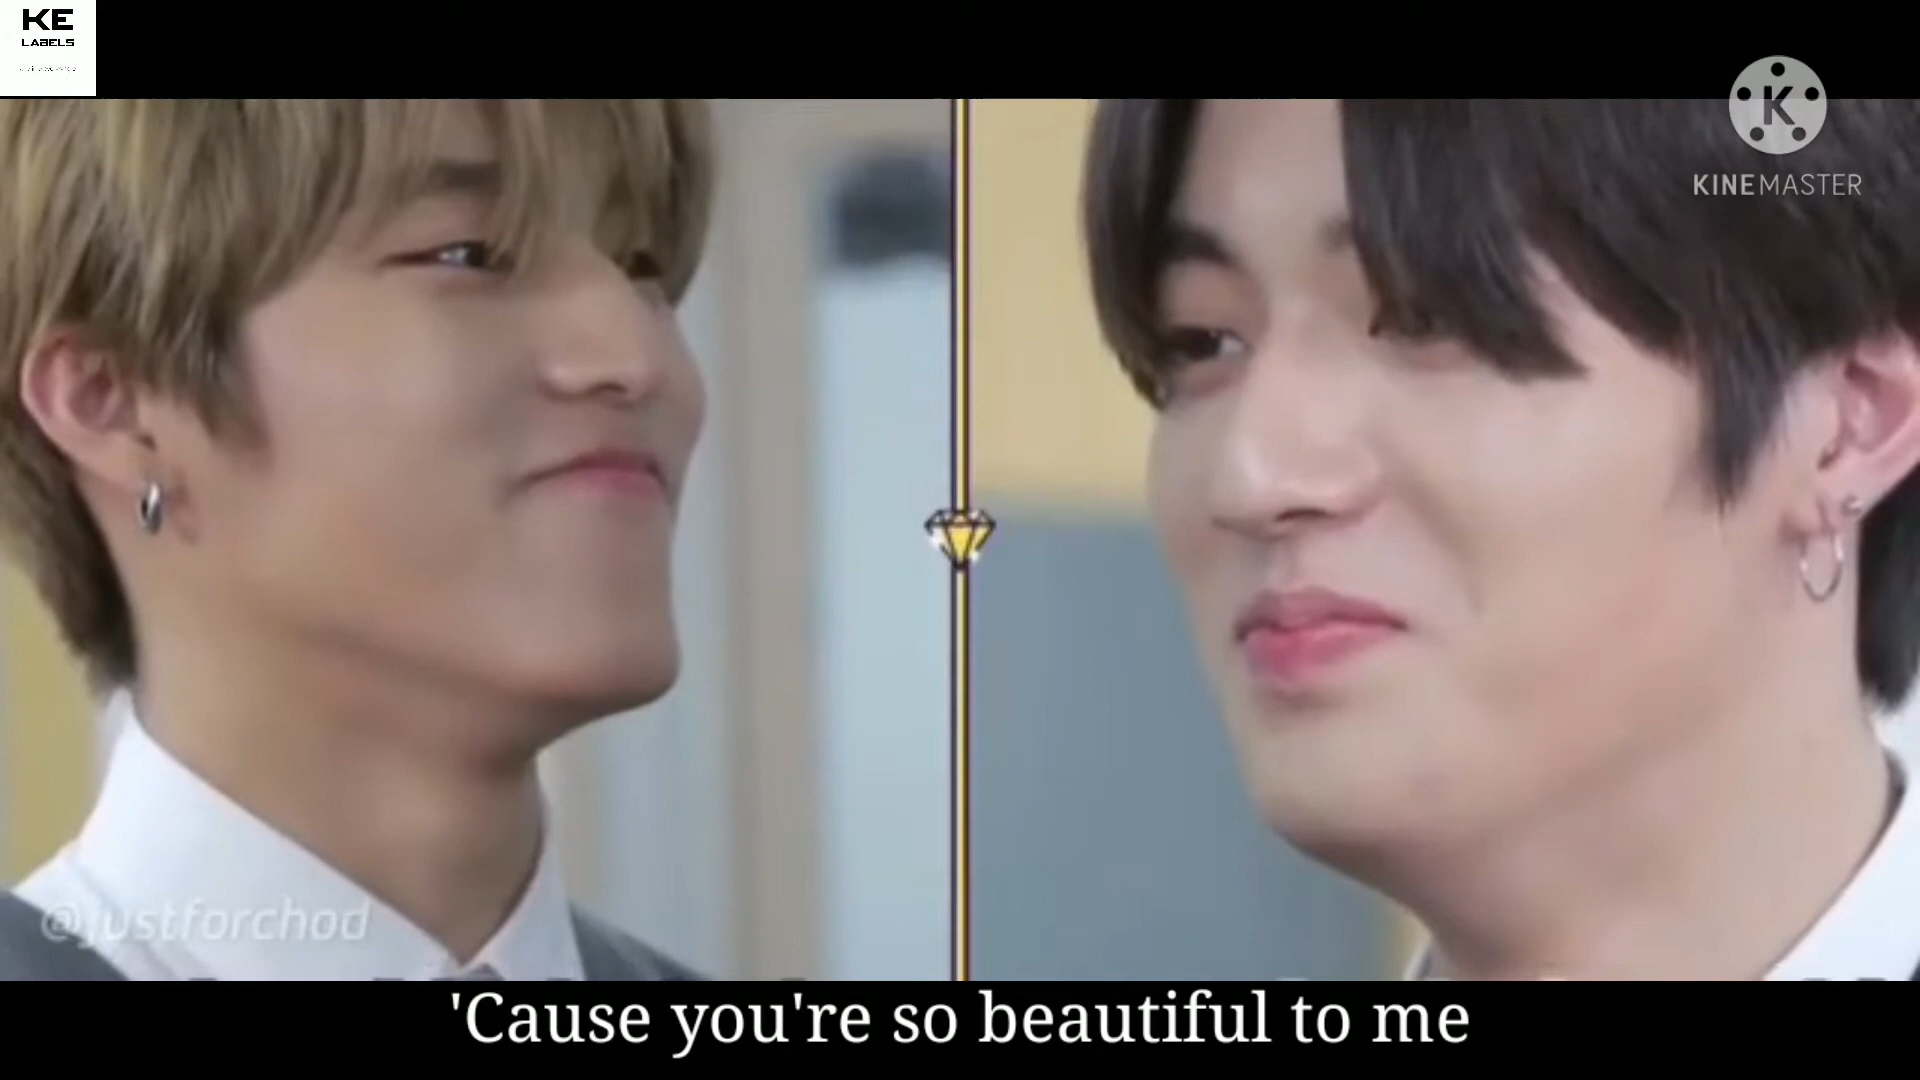 KE
LABELS
K
KINEMASTER
@justforchod
'Cause you're so beautiful to me